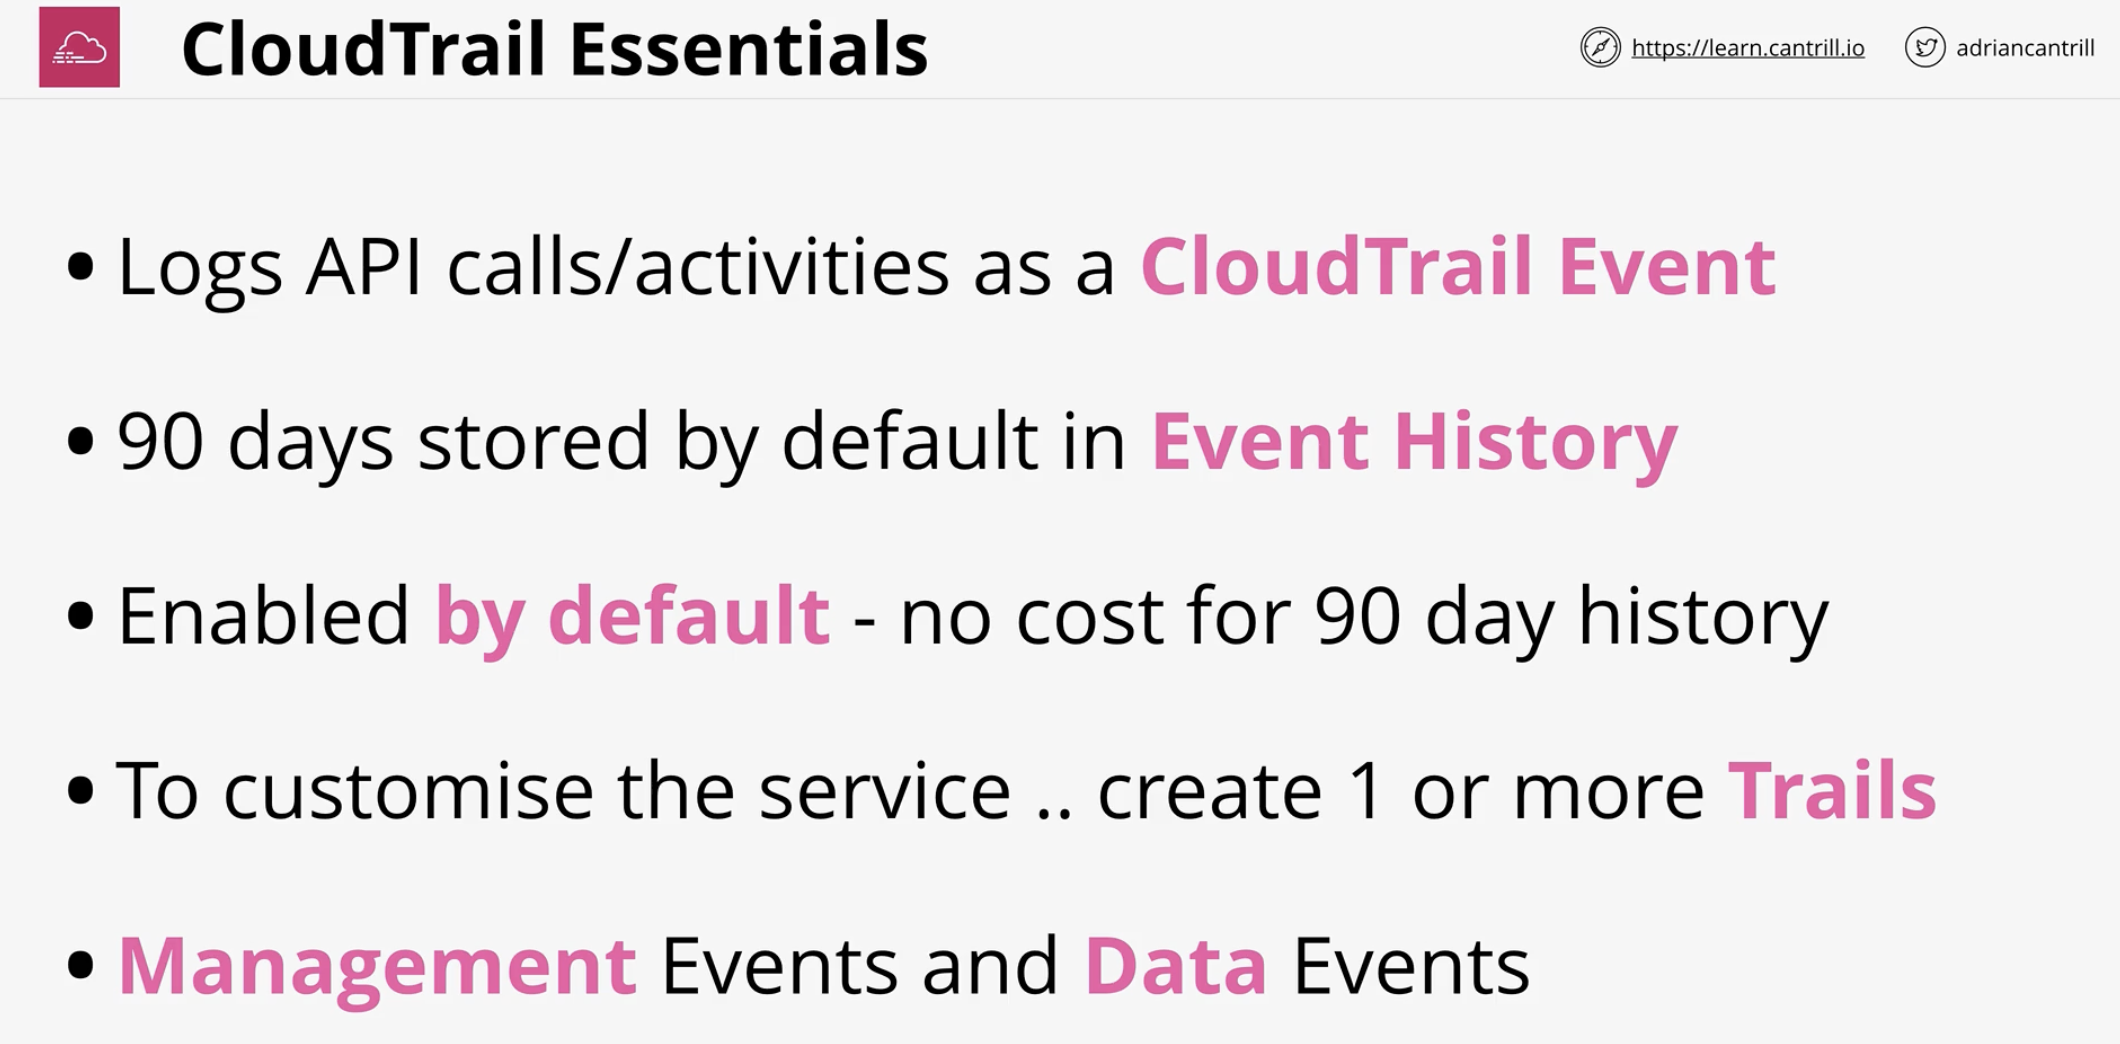 CloudTrail Essentials
https://learn.cantrill.io
adriancantrill
• Logs API calls/activities as a CloudTrail Event
• 90 days stored by default in Event History
• Enabled by default - no cost for 90 day history
• To customise the service .. create 1 or more Trails
• Management Events and Data Events